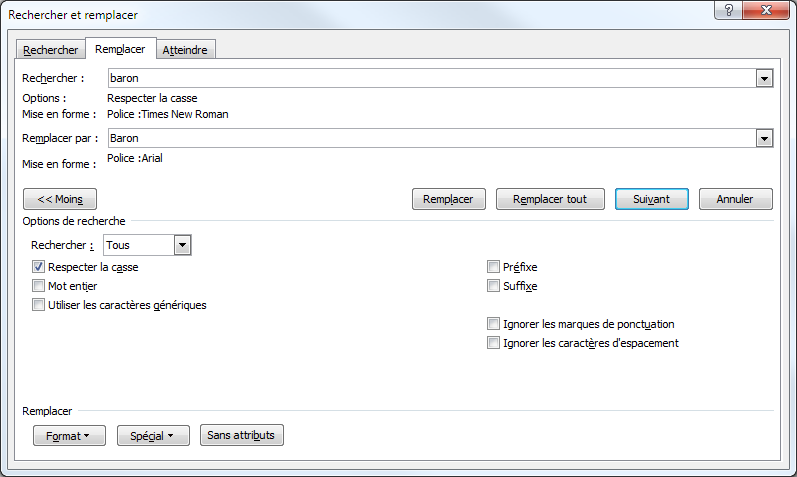 Rechercher et remplacer
Rechercher Remplacer Atteindre
Rechercher : baron
Options : Respecter la casse
Mise en forme : Police :Times New Roman
Remplacer par : Baron
Mise en forme : Police :Arial
<< Moins Remplacer Remplacer tout Suivant Annuler
Options de recherche
Rechercher : Tous
Respecter la casse Préfixe
Mot entier Suffixe
Utiliser les caractères génériques
Ignorer les marques de ponctuation
Ignorer les caractères d'espacement
Remplacer
Format Spécial Sans attributs